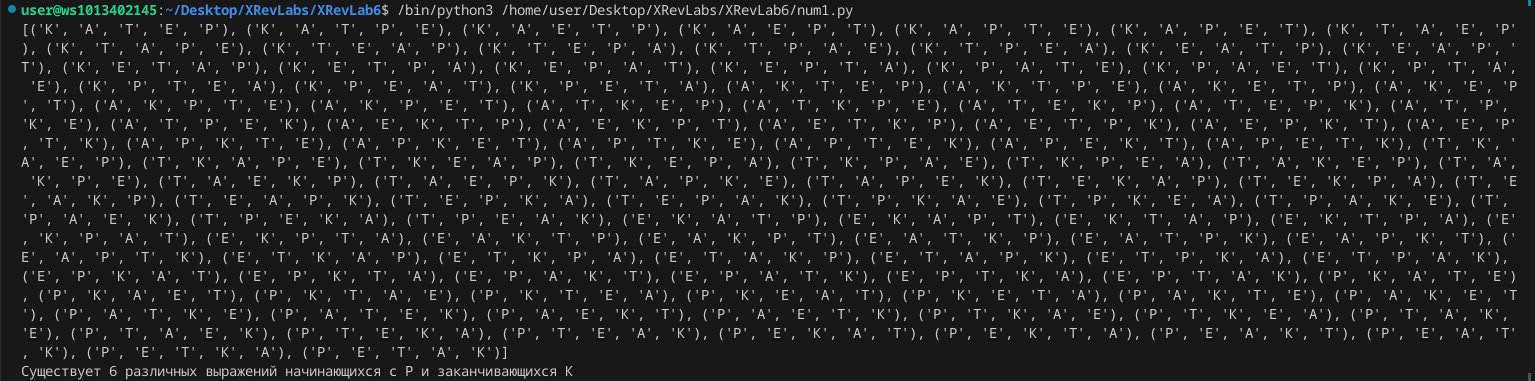 user@ws1013402145:~/Desktop/XRevLabs/XRevLab6$ /bin/python3 /home/user/Desktop/XRevLabs/XRevLab6/num1.py
[('К', 'А', 'Т', 'Е', 'Р'), ('К', 'А', 'Т', 'Р', 'Е'), ('К', 'А', 'Е', 'Т', 'Р'), ('К', 'А', 'Е', 'Р', 'Т'), ('К', 'А', 'Р', 'Т', 'Е'), ('К', 'А', 'Р', 'Е', 'Т'), ('К', 'Т', 'А', 'Е', 'Р'
), ('К', 'Т', 'А', 'Р', 'Е'), ('К', 'Т', 'Е', 'А', 'Р'), ('К', 'Т', 'Е', 'Р', 'А'), ('К', 'Т', 'Р', 'А', 'Е'), ('К', 'Т', 'Р', 'Е', 'А'), ('К', 'Е', 'А', 'Т', 'Р'), ('К', 'Е', 'А', 'Р', '
Т'), ('К', 'Е', 'Т', 'А', 'Р'), ('К', 'Е', 'Т', 'Р', 'А'), ('К', 'Е', 'Р', 'А', 'Т'), ('К', 'Е', 'Р', 'Т', 'А'), ('К', 'Р', 'А', 'Т', 'Е'), ('К', 'Р', 'А', 'Е', 'Т'), ('К', 'Р', 'Т', 'А',
 'Е'), ('К', 'Р', 'Т', 'Е', 'А'), ('К', 'Р', 'Е', 'А', 'Т'), ('К', 'Р', 'Е', 'Т', 'А'), ('А', 'К', 'Т', 'Е', 'Р'), ('А', 'К', 'Т', 'Р', 'Е'), ('А', 'К', 'Е', 'Т', 'Р'), ('А', 'К', 'Е', 'Р'
, 'Т'), ('А', 'К', 'Р', 'Т', 'Е'), ('А', 'К', 'Р', 'Е', 'Т'), ('А', 'Т', 'К', 'Е', 'Р'), ('А', 'Т', 'К', 'Р', 'Е'), ('А', 'Т', 'Е', 'К', 'Р'), ('А', 'Т', 'Е', 'Р', 'К'), ('А', 'Т', 'Р',
'К', 'Е'), ('А', 'Т', 'Р', 'Е', 'К'), ('А', 'Е', 'К', 'Т', 'Р'), ('А', 'Е', 'К', 'Р', 'Т'), ('А', 'Е', 'Т', 'К', 'Р'), ('А', 'Е', 'Т', 'Р', 'К'), ('А', 'Е', 'Р', 'К', 'Т'), ('А', 'Е', 'Р'
, 'Т', 'К'), ('А', 'Р', 'К', 'Т', 'Е'), ('А', 'Р', 'К', 'Е', 'Т'), ('А', 'Р', 'Т', 'К', 'Е'), ('А', 'Р', 'Т', 'Е', 'К'), ('А', 'Р', 'Е', 'К', 'Т'), ('А', 'Р', 'Е', 'Т', 'К'), ('Т', 'К', '
А', 'Е', 'Р'), ('Т', 'К', 'А', 'Р', 'Е'), ('Т', 'К', 'Е', 'А', 'Р'), ('Т', 'К', 'Е', 'Р', 'А'), ('Т', 'К', 'Р', 'А', 'Е'), ('Т', 'К', 'Р', 'Е', 'А'), ('Т', 'А', 'К', 'Е', 'Р'), ('Т', 'А',
 'К', 'Р', 'Е'), ('Т', 'А', 'Е', 'К', 'Р'), ('Т', 'А', 'Е', 'Р', 'К'), ('Т', 'А', 'Р', 'К', 'Е'), ('Т', 'А', 'Р', 'Е', 'К'), ('Т', 'Е', 'К', 'А', 'Р'), ('Т', 'Е', 'К', 'Р', 'А'), ('Т', 'Е
', 'А', 'К', 'Р'), ('Т', 'Е', 'А', 'Р', 'К'), ('Т', 'Е', 'Р', 'К', 'А'), ('Т', 'Е', 'Р', 'А', 'К'), ('Т', 'Р', 'К', 'А', 'Е'), ('Т', 'Р', 'К', 'Е', 'А'), ('Т', 'Р', 'А', 'К', 'Е'), ('Т',
'Р', 'А', 'Е', 'К'), ('Т', 'Р', 'Е', 'К', 'А'), ('Т', 'Р', 'Е', 'А', 'К'), ('Е', 'К', 'А', 'Т', 'Р'), ('Е', 'К', 'А', 'Р', 'Т'), ('Е', 'К', 'Т', 'А', 'Р'), ('Е', 'К', 'Т', 'Р', 'А'), ('Е'
, 'К', 'Р', 'А', 'Т'), ('Е', 'К', 'Р', 'Т', 'А'), ('Е', 'А', 'К', 'Т', 'Р'), ('Е', 'А', 'К', 'Р', 'Т'), ('Е', 'А', 'Т', 'К', 'Р'), ('Е', 'А', 'Т', 'Р', 'К'), ('Е', 'А', 'Р', 'К', 'Т'), ('
Е', 'А', 'Р', 'Т', 'К'), ('Е', 'Т', 'К', 'А', 'Р'), ('Е', 'Т', 'К', 'Р', 'А'), ('Е', 'Т', 'А', 'К', 'Р'), ('Е', 'Т', 'А', 'Р', 'К'), ('Е', 'Т', 'Р', 'К', 'А'), ('Е', 'Т', 'Р', 'А', 'К'),
('Е', 'Р', 'К', 'А', 'Т'), ('Е', 'Р', 'К', 'Т', 'А'), ('Е', 'Р', 'А', 'К', 'Т'), ('Е', 'Р', 'А', 'Т', 'К'), ('Е', 'Р', 'Т', 'К', 'А'), ('Е', 'Р', 'Т', 'А', 'К'), ('Р', 'К', 'А', 'Т', 'Е')
, ('Р', 'К', 'А', 'Е', 'Т'), ('Р', 'К', 'Т', 'А', 'Е'), ('Р', 'К', 'Т', 'Е', 'А'), ('Р', 'К', 'Е', 'А', 'Т'), ('Р', 'К', 'Е', 'Т', 'А'), ('Р', 'А', 'К', 'Т', 'Е'), ('Р', 'А', 'К', 'Е', 'Т
'), ('Р', 'А', 'Т', 'К', 'Е'), ('Р', 'А', 'Т', 'Е', 'К'), ('Р', 'А', 'Е', 'К', 'Т'), ('Р', 'А', 'Е', 'Т', 'К'), ('Р', 'Т', 'К', 'А', 'Е'), ('Р', 'Т', 'К', 'Е', 'А'), ('Р', 'Т', 'А', 'К',
 'Е'), ('Р', 'Т', 'А', 'Е', 'К'), ('Р', 'Т', 'Е', 'К', 'А'), ('Р', 'Т', 'Е', 'А', 'К'), ('Р', 'Е', 'К', 'А', 'Т'), ('Р', 'Е', 'К', 'Т', 'А'), ('Р', 'Е', 'А', 'К', 'Т'), ('Р', 'Е', 'А', 'Т'
, 'К'), ('Р', 'Е', 'Т', 'К', 'А'), ('Р', 'Е', 'Т', 'А', 'К')]
Существует 6 различных выражений начинающихся с Р и заканчивающихся К